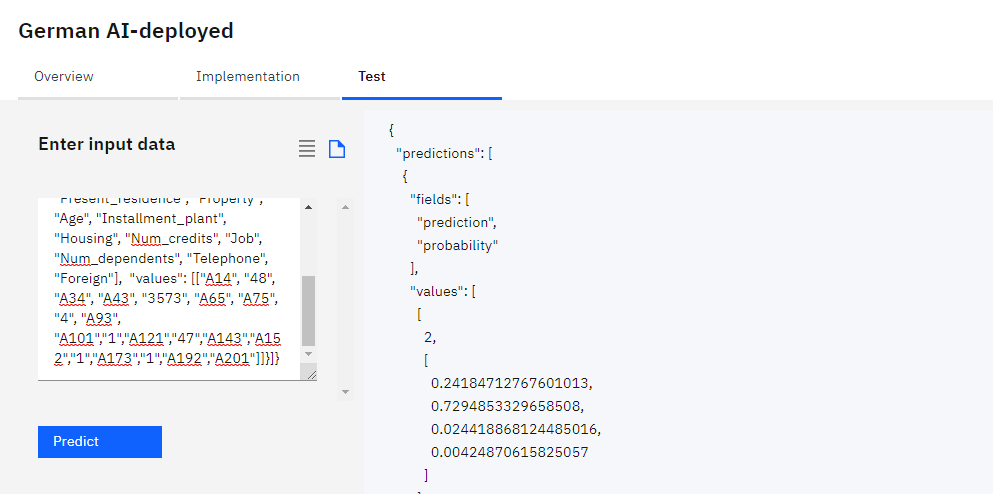 German AI-deployed
Overview
Implementation
Test
Enter input data
"Present_residence", "Property",
"Age", "Installment_plant",
"Housing", "Num_credits", "Job",
"Num_dependents", "Telephone",
"Foreign"], "values": [["A14", "48",
"A34", "A43", "3573", "A65", "A75",
"4", "A93",
"A101","1","A121","47","A143","A15
2","1","A173","1","A192","A201"]]}]}
Predict
{
"predictions": [
{
"fields": [
"prediction",
"probability"
],
"values": [
[
2,
[
0.24184712767601013,
0.7294853329658508,
0.024418868124485016,
0.00424870615825057
]